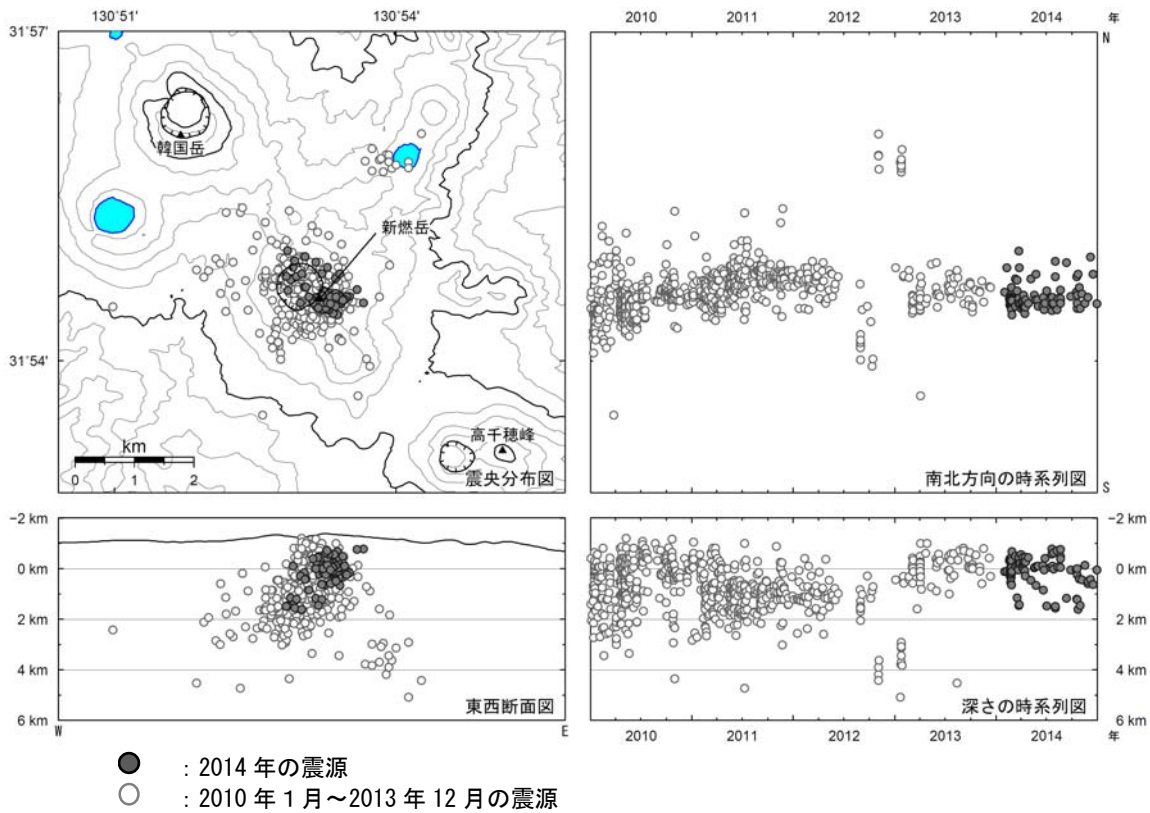 130°51' 130°54' 2010 2011 2012 2013 2014 年
31°57' N
韓国岳
新燃岳
31°54'
高千穂峰
km
0 1 2
震央分布図 南北方向の時系列図
S
-2 km -2 km
0 km 0 km
2 km 2 km
4 km 4 km
東西断面図 深さの時系列図
6 km 6 km
W E 2010 2011 2012 2013 2014 年
：2014 年の震源
：2010 年１月～2013 年 12 月の震源